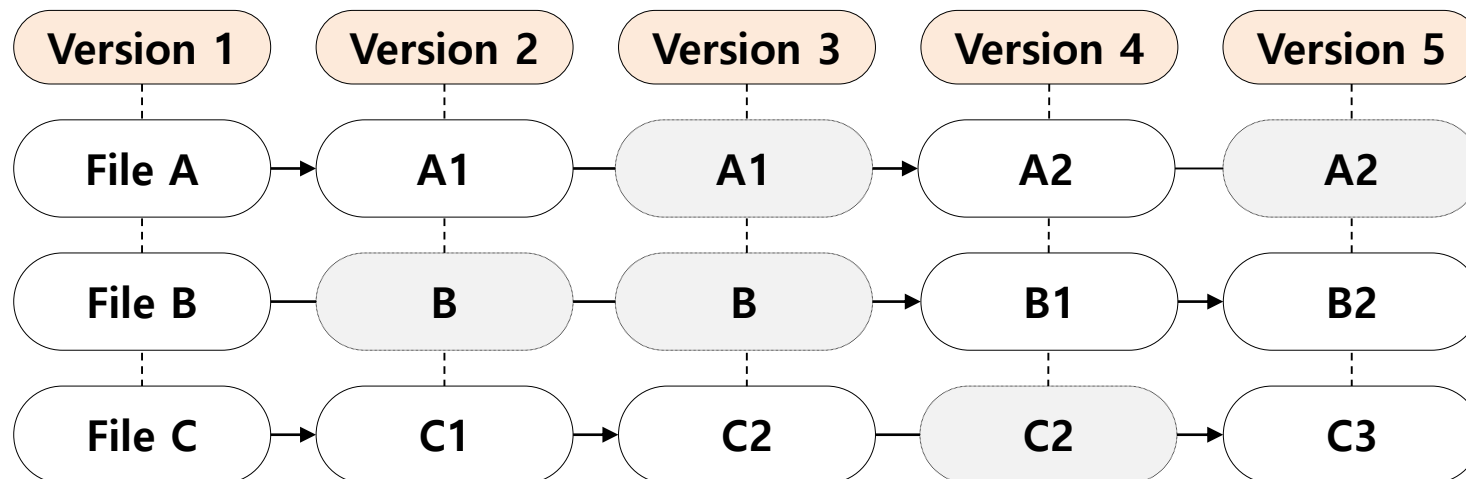 Version 1 Version 2 Version 3 Version 4 Version 5
File A A1 A1 A2 A2
File B B B B1 B2
File C C1 C2 C2 C3